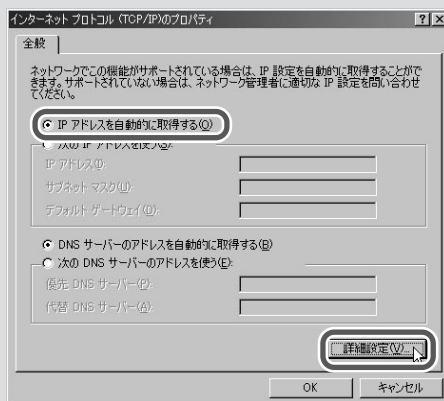 インターネット プロトコル (TCP/IP)のプロパティ
全般
ネットワークでこの機能がサポートされている場合は、IP 設定を自動的に取得することがで
きます。サポートされていない場合は、ネットワーク管理者に適切な IP 設定を問い合わせ
てください。
IP アドレスを自動的に取得する(O)
次の IP アドレスを使う(S):
IP アドレス(I):
サブネット マスク(U):
デフォルト ゲートウェイ(D):
DNS サーバーのアドレスを自動的に取得する(B)
次の DNS サーバーのアドレスを使う(E):
優先 DNS サーバー(P):
代替 DNS サーバー(A):
詳細設定(V)...
OK
キャンセル